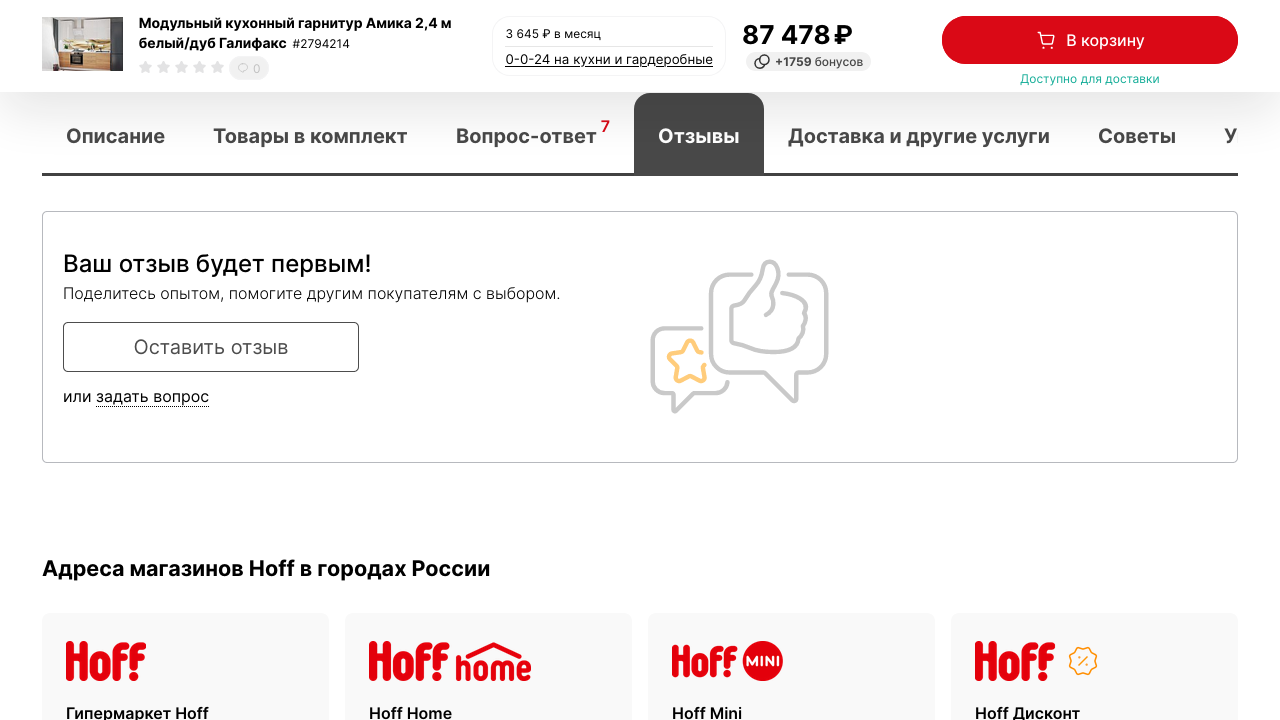 Модульный кухонный гарнитур Амика 2,4 м
белый/дуб Галифакс #2794214
0
3 645 ₽ в месяц
0-0-24 на кухни и гардеробные
87 478 ₽
+1759 бонусов
В корзину
Доступно для доставки
Описание
Товары в комплект
Вопрос-ответ 7
Отзывы
Доставка и другие услуги
Советы
У
Ваш отзыв будет первым!
Поделитесь опытом, помогите другим покупателям с выбором.
Оставить отзыв
или задать вопрос
Адреса магазинов Hoff в городах России
Hoff
Hoff home
Hoff MINI
Hoff %
Гипермаркет Hoff
Hoff Home
Hoff Mini
Hoff Дисконт